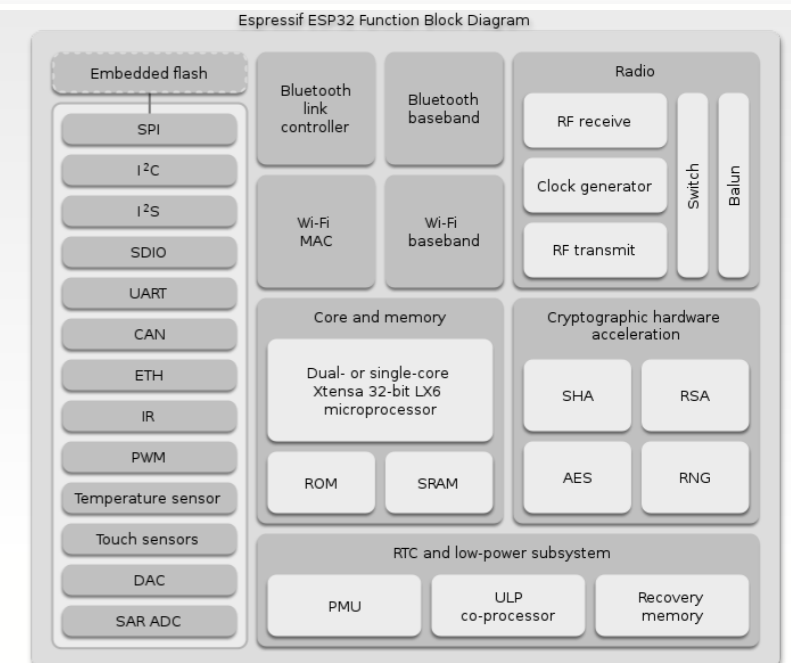 Espressif ESP32 Function Block Diagram
Embedded flash
SPI
I²C
I²S
SDIO
UART
CAN
ETH
IR
PWM
Temperature sensor
Touch sensors
DAC
SAR ADC
Bluetooth
link
controller
Bluetooth
baseband
Wi-Fi
MAC
Wi-Fi
baseband
Radio
RF receive
Clock generator
RF transmit
Switch
Balun
Core and memory
Dual- or single-core
Xtensa 32-bit LX6
microprocessor
ROM
SRAM
Cryptographic hardware
acceleration
SHA
RSA
AES
RNG
RTC and low-power subsystem
PMU
ULP
co-processor
Recovery
memory